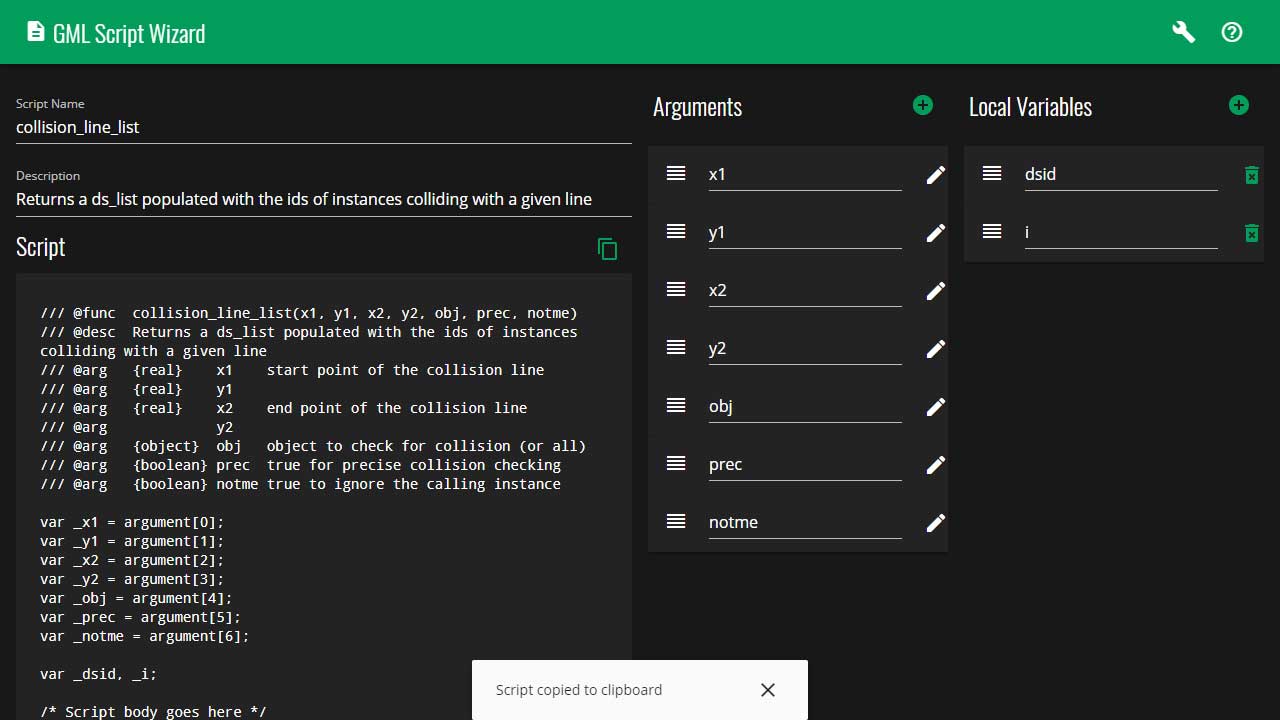 GML Script Wizard
Script Name
collision_line_list
Description
Returns a ds_list populated with the ids of instances colliding with a given line
Script
/// @func  collision_line_list(x1, y1, x2, y2, obj, prec, notme)
/// @desc  Returns a ds_list populated with the ids of instances
colliding with a given line
/// @arg   {real}    x1    start point of the collision line
/// @arg   {real}    y1
/// @arg   {real}    x2    end point of the collision line
/// @arg             y2
/// @arg   {object}  obj   object to check for collision (or all)
/// @arg   {boolean} prec  true for precise collision checking
/// @arg   {boolean} notme true to ignore the calling instance
var _x1 = argument[0];
var _y1 = argument[1];
var _x2 = argument[2];
var _y2 = argument[3];
var _obj = argument[4];
var _prec = argument[5];
var _notme = argument[6];
var _dsid, _i;
/* Script body goes here */
Arguments
x1
y1
x2
y2
obj
prec
notme
Local Variables
dsid
i
Script copied to clipboard